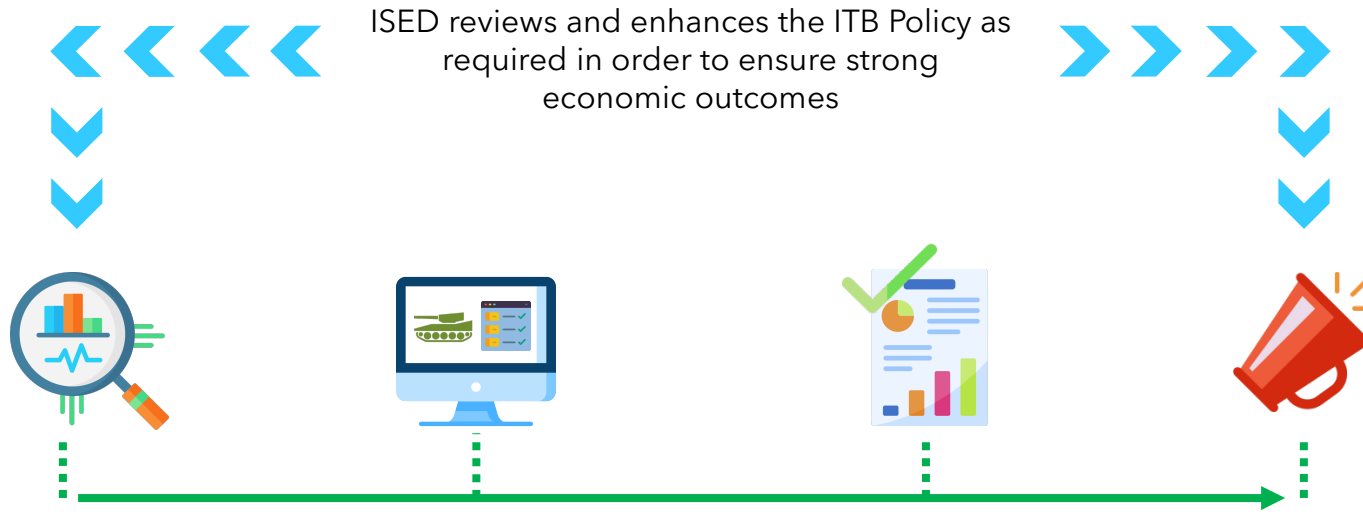 ISED reviews and enhances the ITB Policy as
required in order to ensure strong
economic outcomes